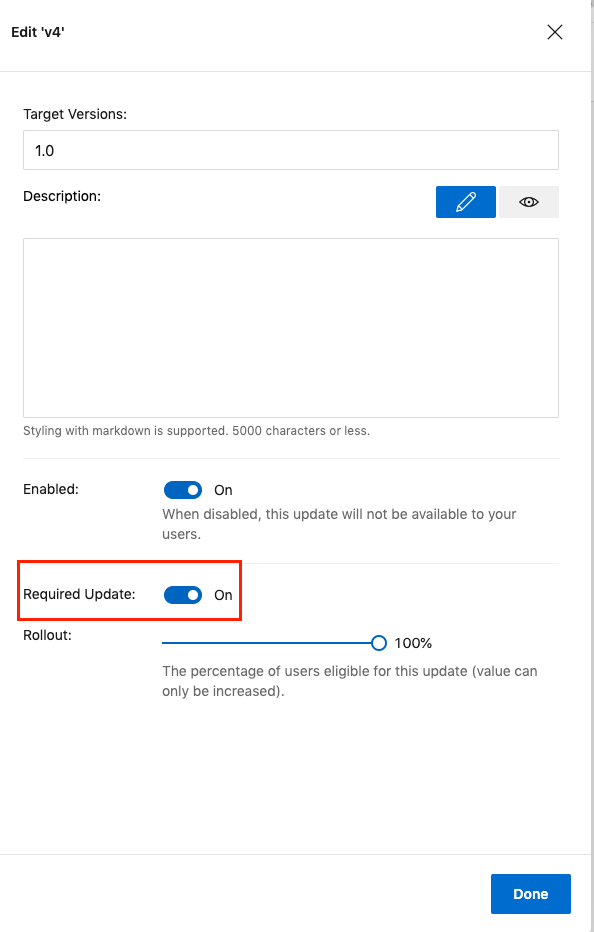 Edit 'v4'
Target Versions:
1.0
Description:
Styling with markdown is supported. 5000 characters or less.
Enabled:
On
When disabled, this update will not be available to your
users.
Required Update:
On
Rollout:
100%
The percentage of users eligible for this update (value can
only be increased).
Done